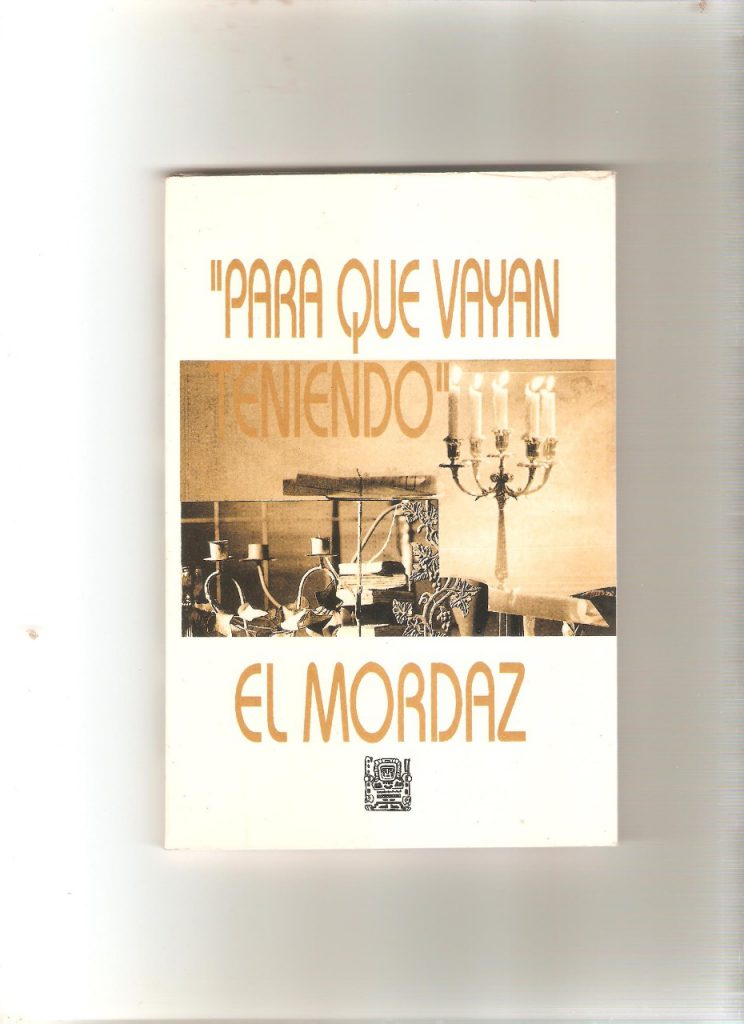 "PARA QUE VAYAN
TENIENDO"
EL MORDAZ